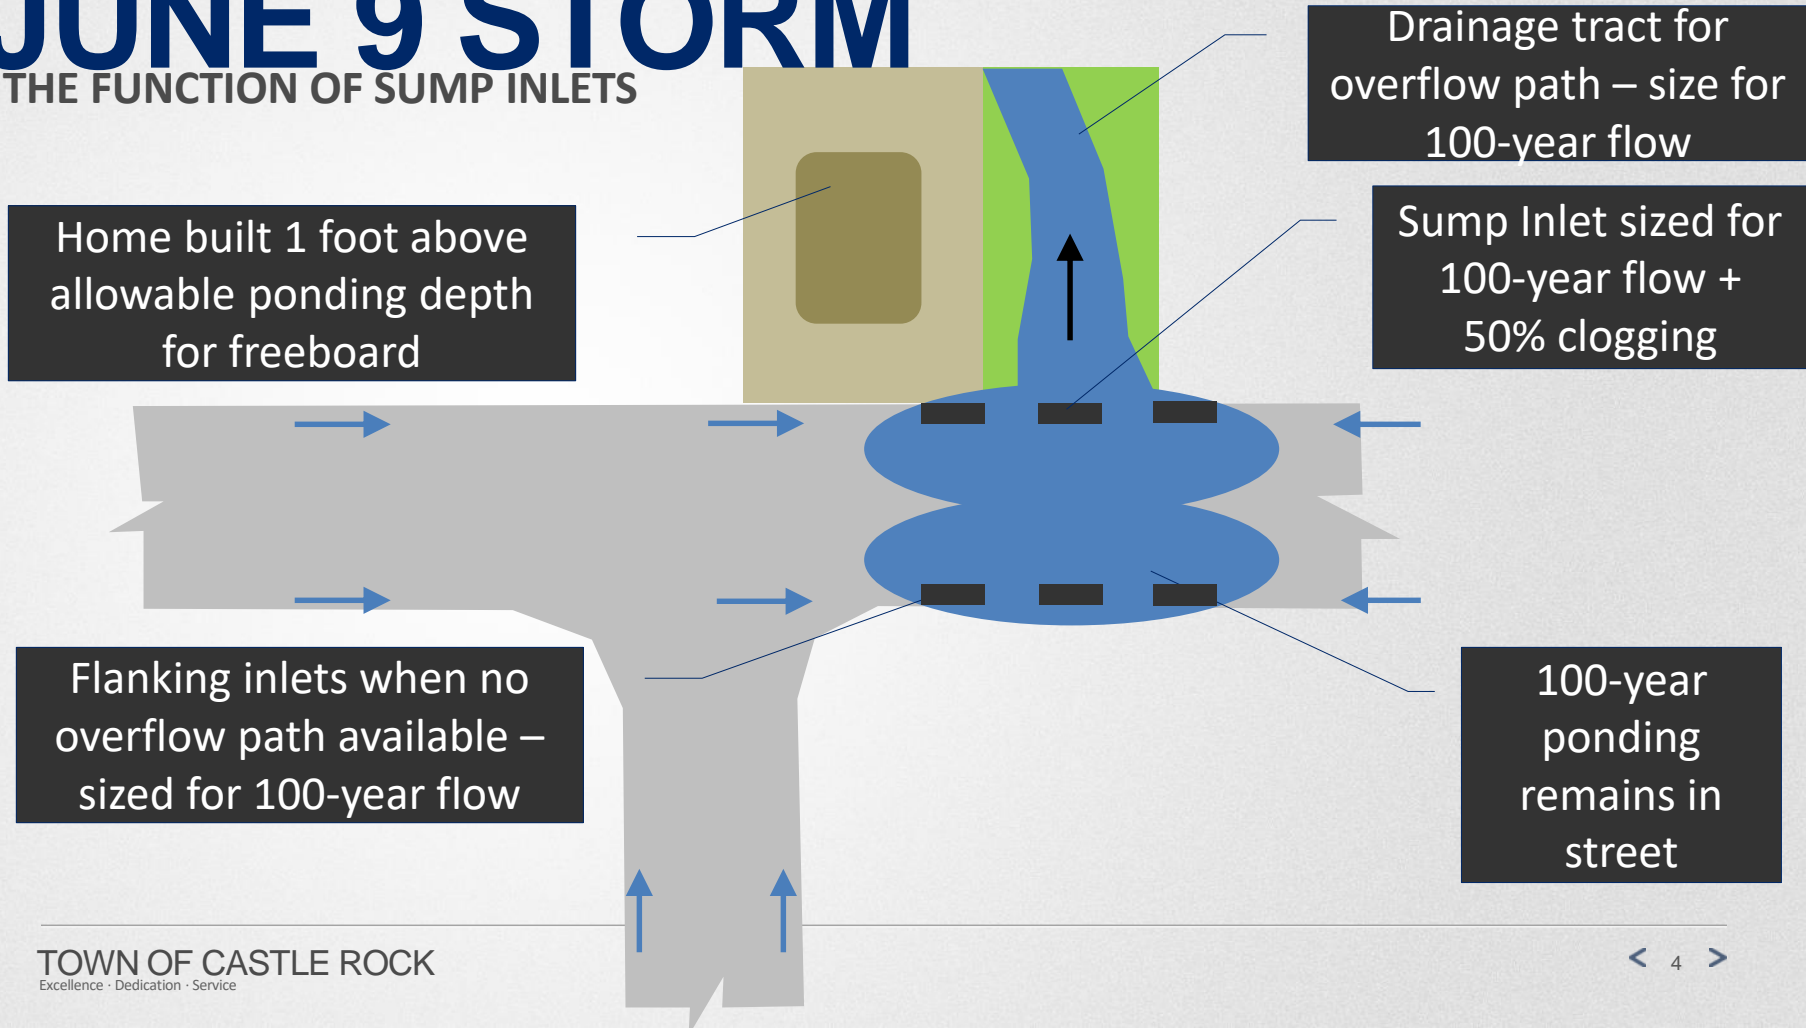 JUNE 9 STORM
THE FUNCTION OF SUMP INLETS
Drainage tract for
overflow path – size for
100-year flow
Home built 1 foot above
allowable ponding depth
for freeboard
Sump Inlet sized for
100-year flow +
50% clogging
Flanking inlets when no
overflow path available –
sized for 100-year flow
100-year
ponding
remains in
street
TOWN OF CASTLE ROCK
Excellence · Dedication · Service
< 4 >